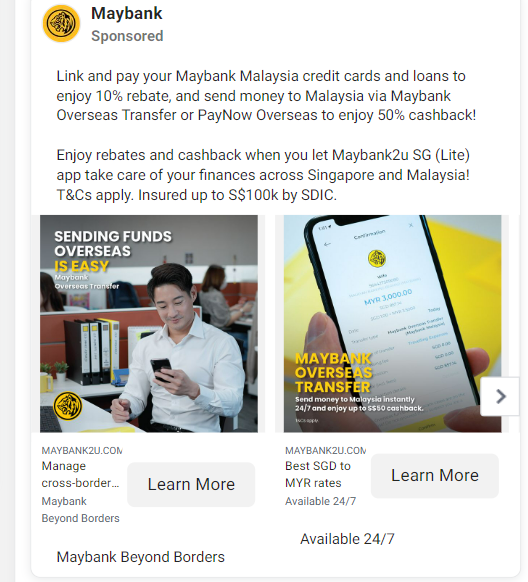 Maybank
Sponsored
Link and pay your Maybank Malaysia credit cards and loans to
enjoy 10% rebate, and send money to Malaysia via Maybank
Overseas Transfer or PayNow Overseas to enjoy 50% cashback!
Enjoy rebates and cashback when you let Maybank2u SG (Lite)
app take care of your finances across Singapore and Malaysia!
T&Cs apply. Insured up to S$100k by SDIC.
SENDING FUNDS
OVERSEAS
IS EASY
Maybank
Overseas Transfer
Confirmation
MYR 3,000.00
Today
Maybank Overseas Transfer
MAYBANK
OVERSEAS
TRANSFER
Send money to Malaysia instantly
24/7 and enjoy up to S$50 cashback.
T&Cs apply.
MAYBANK2U.COM
Manage
cross-border...
Maybank
Beyond Borders
Learn More
MAYBANK2U.COM
Best SGD to
MYR rates
Available 24/7
Learn More
Maybank Beyond Borders
Available 24/7